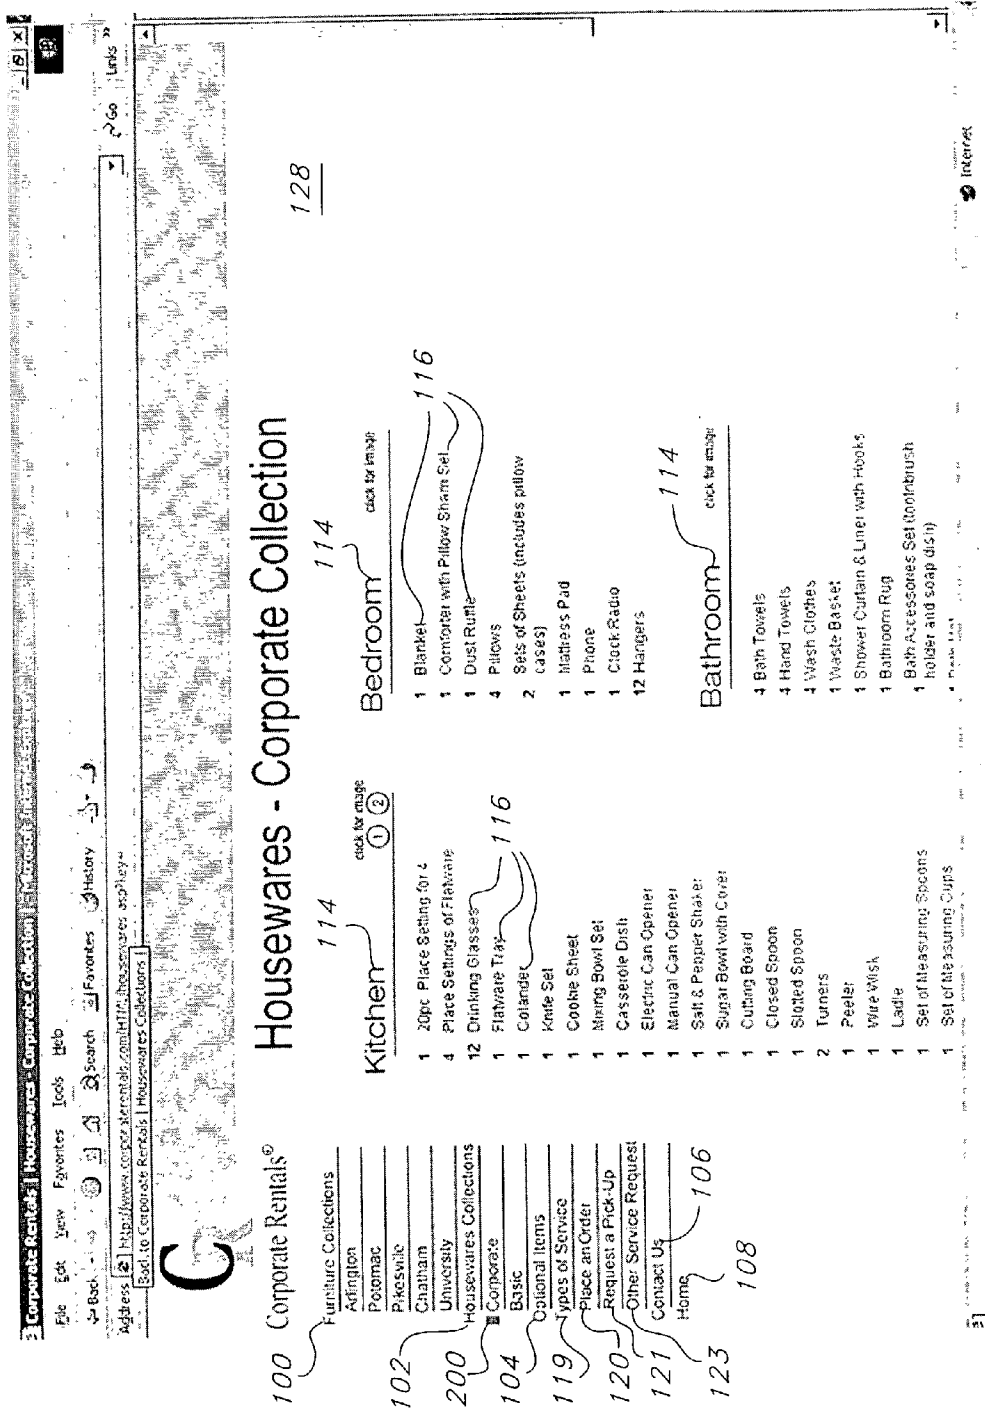 Corporate Rentals | Housewares - Corporate Collection
File Edit View Favorites Tools Help
Back Search Favorites History
Address http://www.corporaterentals.com/HTML/housewares.asp?key=
Go Links »
Back to Corporate Rentals | Housewares Collections |
C
Corporate Rentals®
Housewares - Corporate Collection
128
100
Furniture Collections
Arlington
Potomac
Pikesville
Chatham
University
102
Housewares Collections
200
Corporate
Basic
104
Optional Items
119
Types of Service
120
Place an Order
121
Request a Pick-Up
123
Other Service Request
Contact Us
106
Home
108
114
Kitchen click for image
1 2
1 20pc Place Setting for 4
4 Place Settings of Flatware
12 Drinking Glasses
116
1 Flatware Tray
1 Colander
1 Knife Set
1 Cookie Sheet
1 Mixing Bowl Set
1 Casserole Dish
1 Electric Can Opener
1 Manual Can Opener
1 Salt & Pepper Shaker
1 Sugar Bowl with Cover
1 Cutting Board
1 Closed Spoon
1 Slotted Spoon
2 Turners
1 Peeler
1 Wire Wisk
1 Ladle
1 Set of Measuring Spoons
1 Set of Measuring Cups
114
Bedroom click for image
116
1 Blanket
1 Comforter with Pillow Sham Set
1 Dust Ruffle
4 Pillows
2 Sets of Sheets (includes pillow
cases)
1 Mattress Pad
1 Phone
1 Clock Radio
12 Hangers
114
Bathroom click for image
4 Bath Towels
4 Hand Towels
4 Wash Clothes
1 Waste Basket
1 Shower Curtain & Liner with Hooks
1 Bathroom Rug
1 Bath Accessories Set (toothbrush
holder and soap dish)
Internet